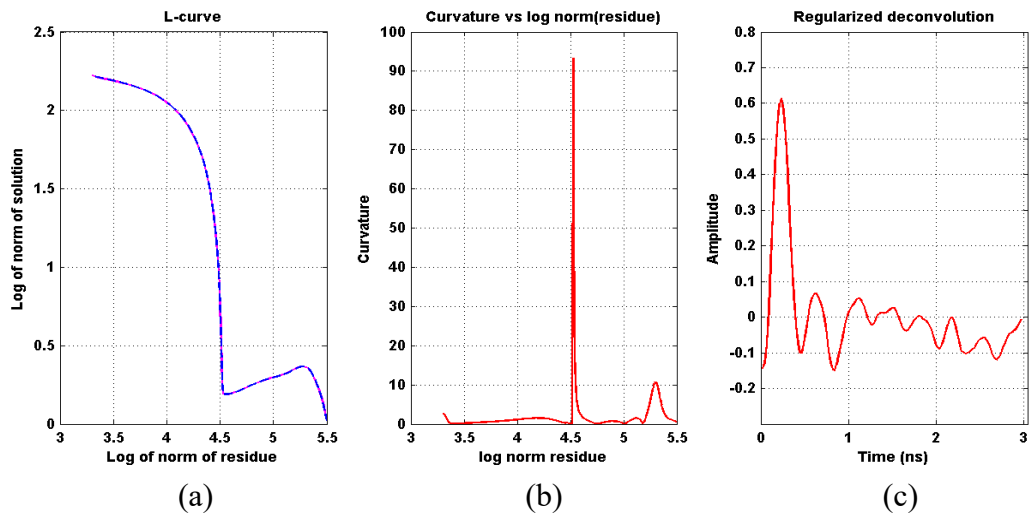 L-curve
2.5
2
1.5
1
0.5
0
3 3.5 4 4.5 5 5.5
Log of norm of solution
Log of norm of residue
(a)
Curvature vs log norm(residue)
100
90
80
70
60
50
40
30
20
10
0
3 3.5 4 4.5 5 5.5
Curvature
log norm residue
(b)
Regularized deconvolution
0.8
0.7
0.6
0.5
0.4
0.3
0.2
0.1
0
-0.1
-0.2
0 1 2 3
Amplitude
Time (ns)
(c)